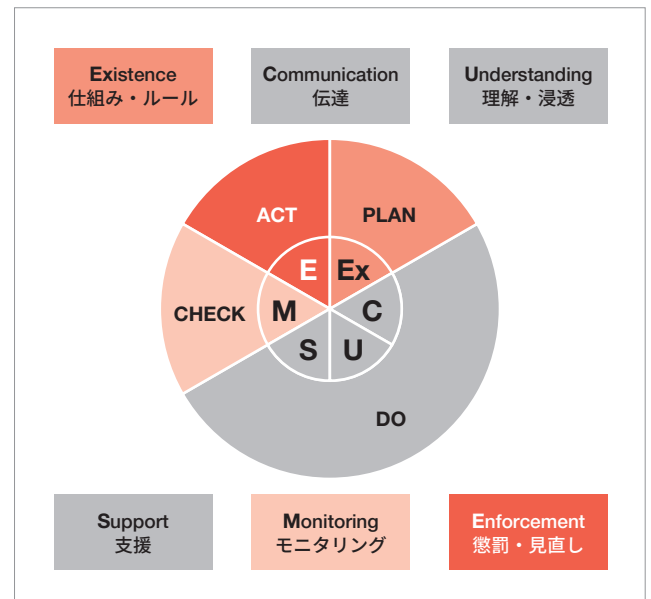 Existence
仕組み・ルール
Communication
伝達
Understanding
理解・浸透
ACT
PLAN
E
Ex
CHECK
M
C
S
U
DO
Support
支援
Monitoring
モニタリング
Enforcement
懲罰・見直し